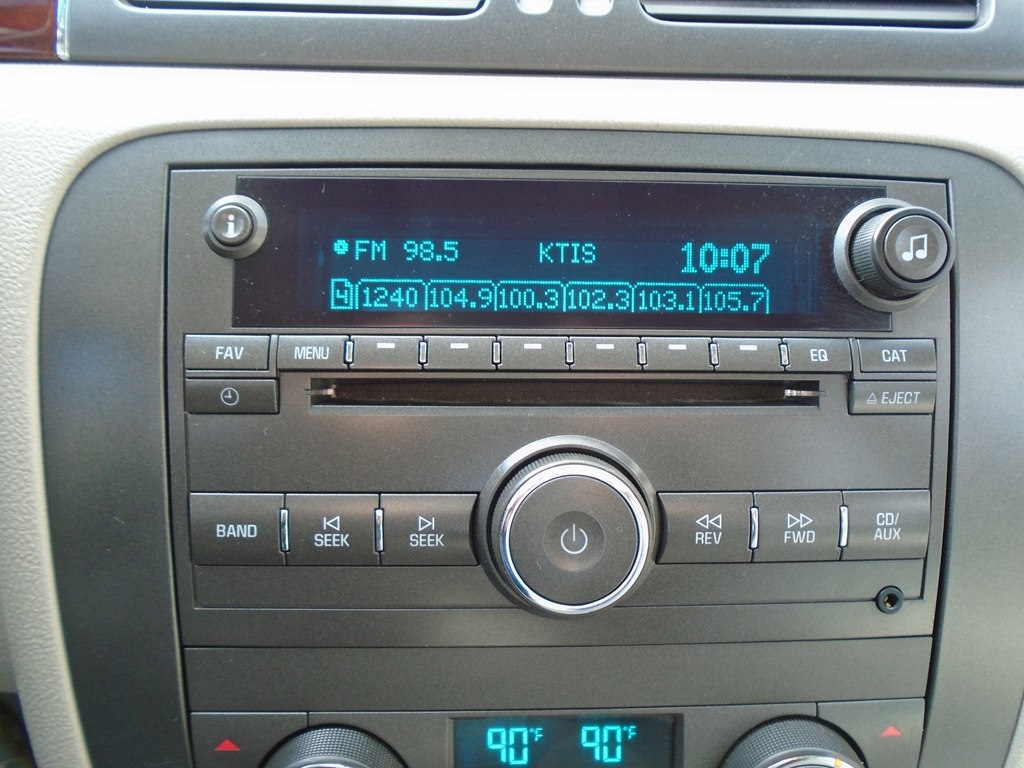 FM 98.5 KTIS 10:07
4 1240 104.9 100.3 102.3 103.1 105.7
FAV MENU EQ CAT
EJECT
BAND SEEK SEEK REV FWD CD/
AUX
90°F 90°F